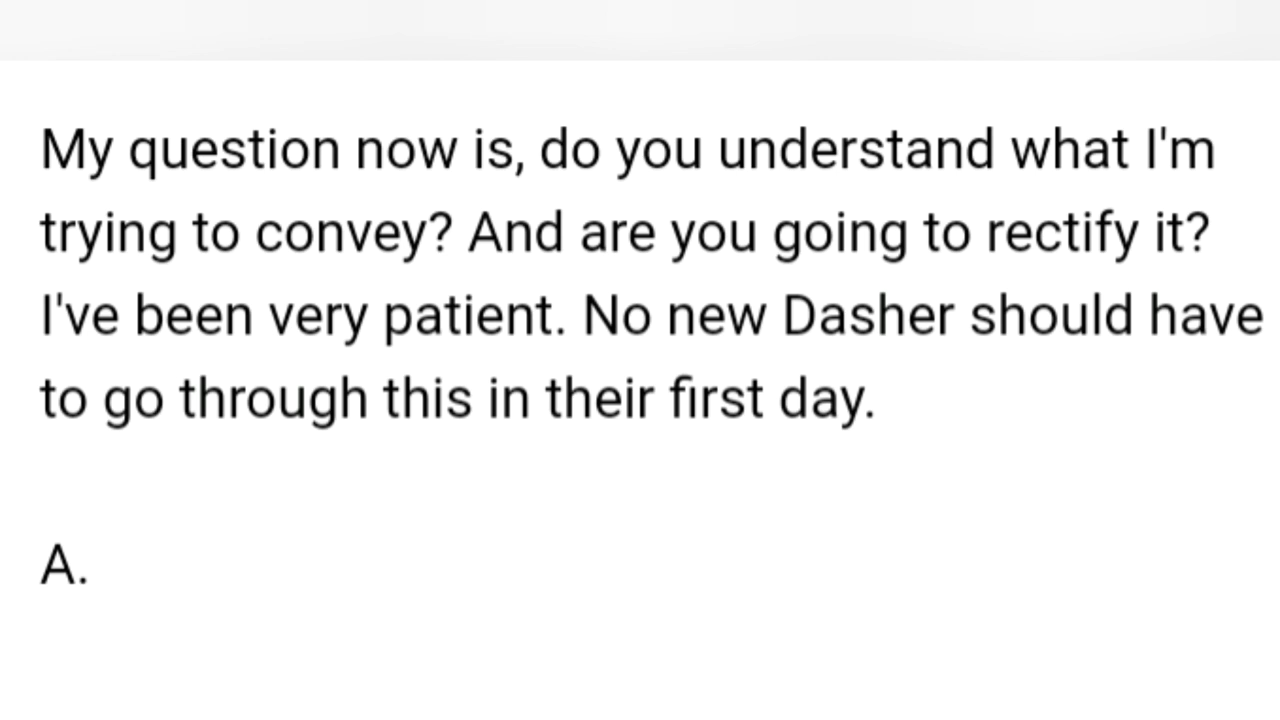 My question now is, do you understand what I'm
trying to convey? And are you going to rectify it?
I've been very patient. No new Dasher should have
to go through this in their first day.
A.